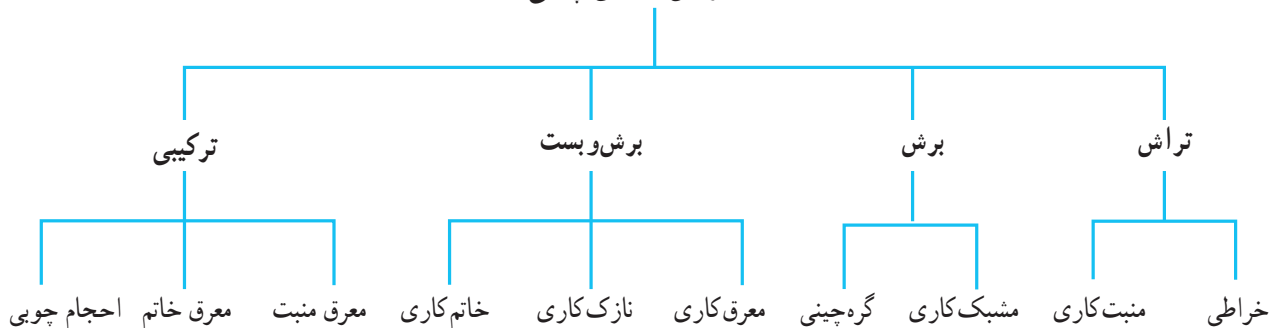 تراش برش برش‌و‌بست ترکیبی
خراطی منبت‌کاری مشبک‌کاری گره‌چینی معرق‌کاری نازک‌کاری خاتم‌کاری معرق منبت معرق خاتم احجام چوبی